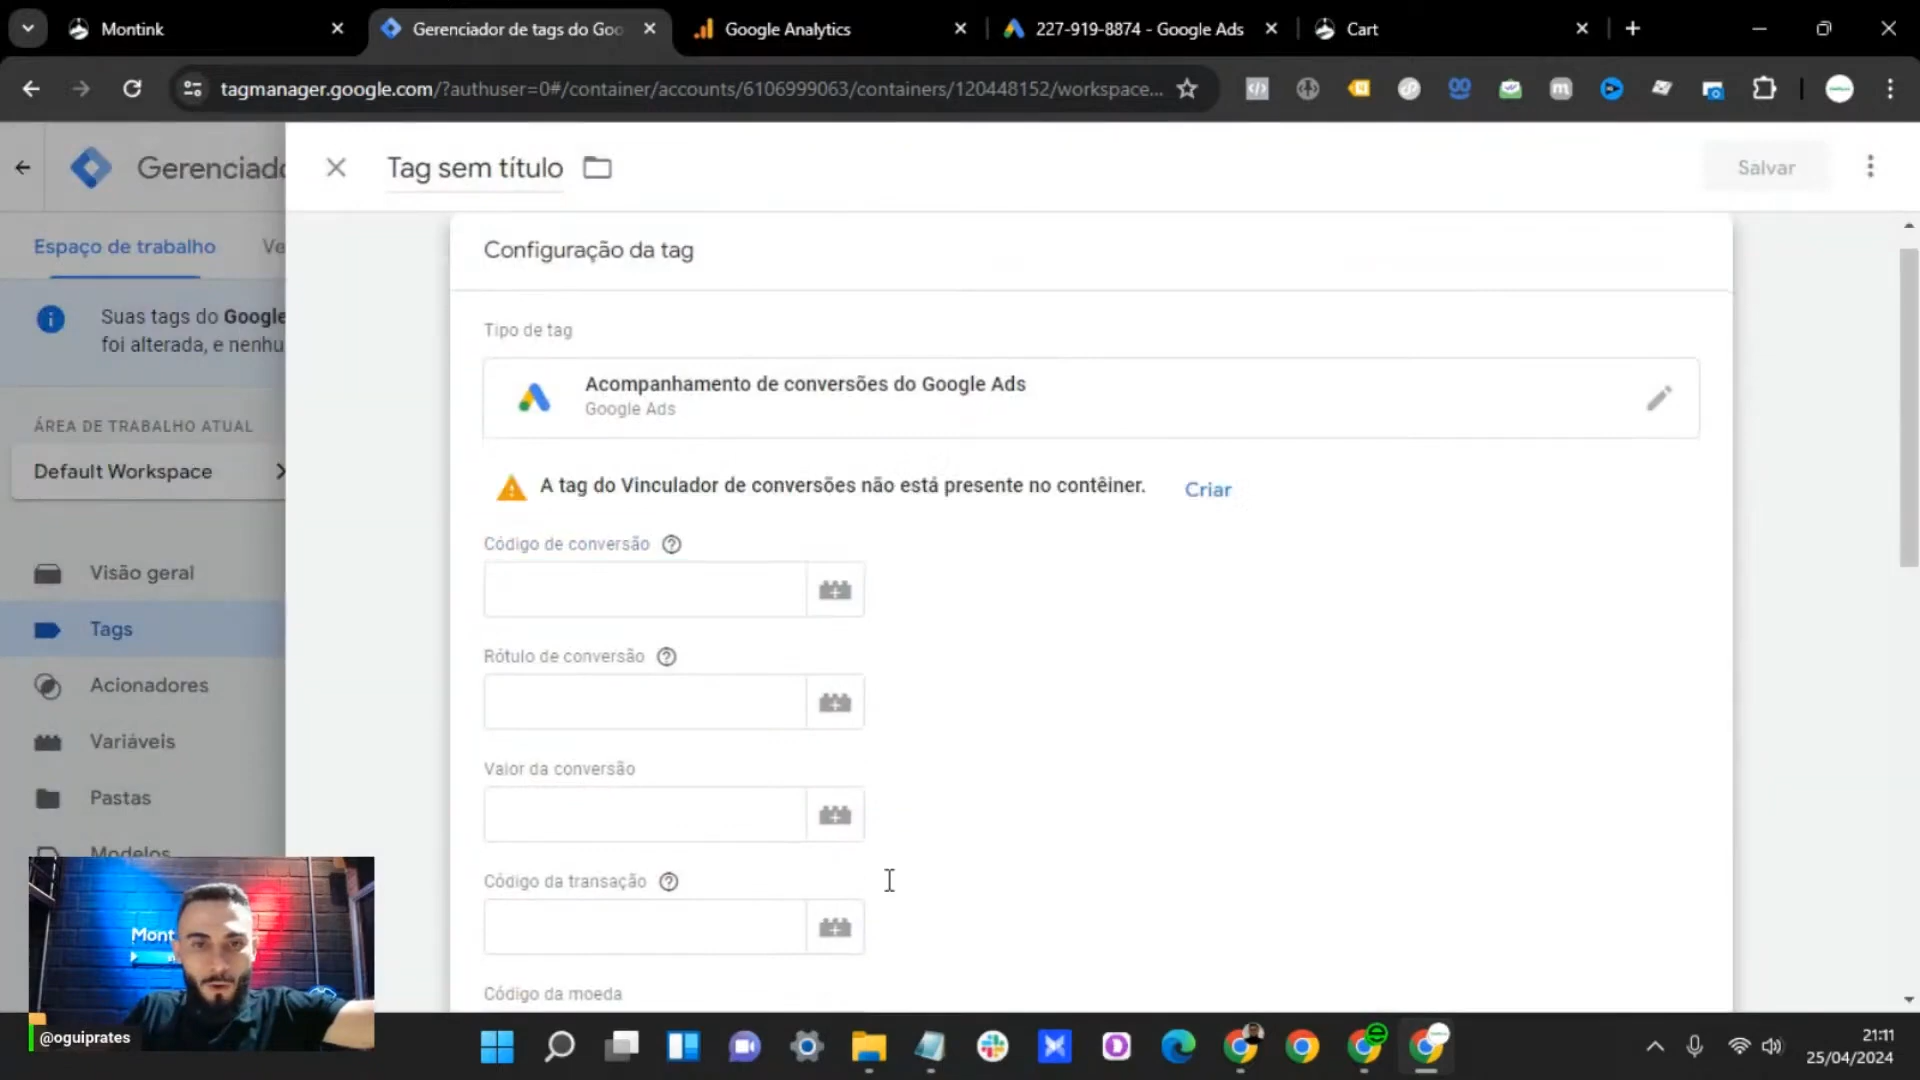 Montink
Gerenciador de tags do Goo
Google Analytics
227-919-8874 - Google Ads
Cart
tagmanager.google.com/?authuser=0#/container/accounts/6106999063/containers/120448152/workspace...
Gerenciado
Tag sem título
Salvar
Espaço de trabalho
Ve
Configuração da tag
Suas tags do Google
foi alterada, e nenhu
Tipo de tag
Acompanhamento de conversões do Google Ads
Google Ads
ÁREA DE TRABALHO ATUAL
Default Workspace
A tag do Vinculador de conversões não está presente no contêiner.
Criar
Código de conversão
Visão geral
Tags
Rótulo de conversão
Acionadores
Variáveis
Valor da conversão
Pastas
Modelos
Código da transação
Mont
Código da moeda
@oguiprates
21:11
25/04/2024